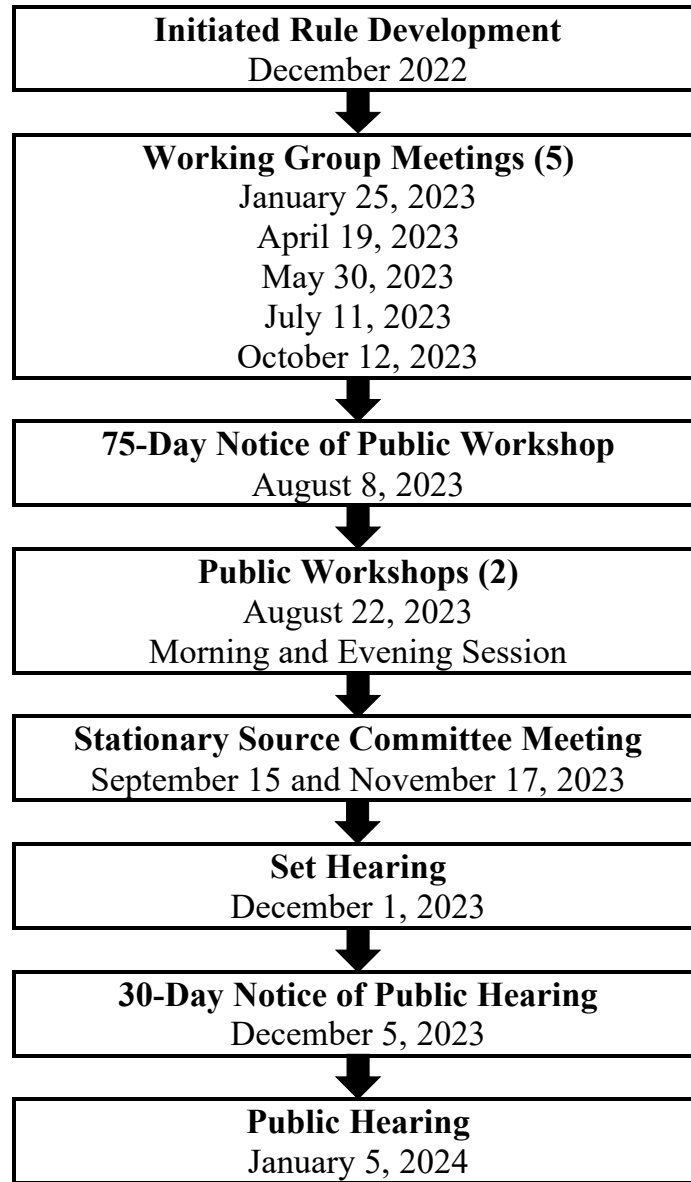 Initiated Rule Development
December 2022
Working Group Meetings (5)
January 25, 2023
April 19, 2023
May 30, 2023
July 11, 2023
October 12, 2023
75-Day Notice of Public Workshop
August 8, 2023
Public Workshops (2)
August 22, 2023
Morning and Evening Session
Stationary Source Committee Meeting
September 15 and November 17, 2023
Set Hearing
December 1, 2023
30-Day Notice of Public Hearing
December 5, 2023
Public Hearing
January 5, 2024